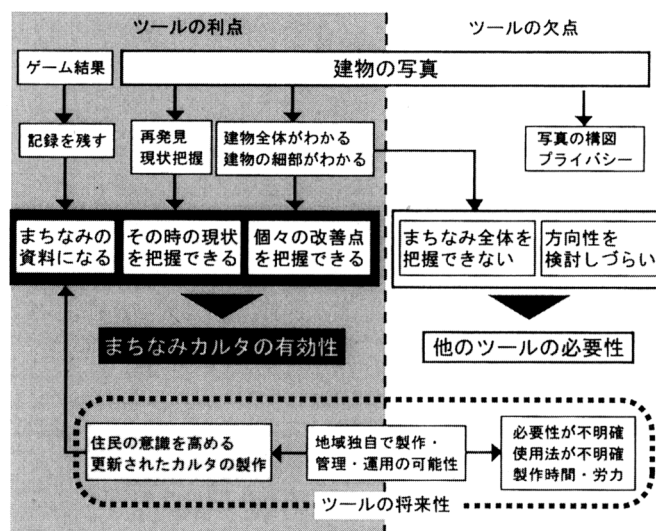 ツールの利点
ツールの欠点
ゲーム結果
建物の写真
記録を残す
再発見
現状把握
建物全体がわかる
建物の細部がわかる
写真の構図
プライバシー
まちなみの
資料になる
その時の現状
を把握できる
個々の改善点
を把握できる
まちなみ全体を
把握できない
方向性を
検討しづらい
まちなみカルタの有効性
他のツールの必要性
住民の意識を高める
更新されたカルタの製作
地域独自で製作・
管理・運用の可能性
必要性が不明確
使用法が不明確
製作時間・労力
ツールの将来性